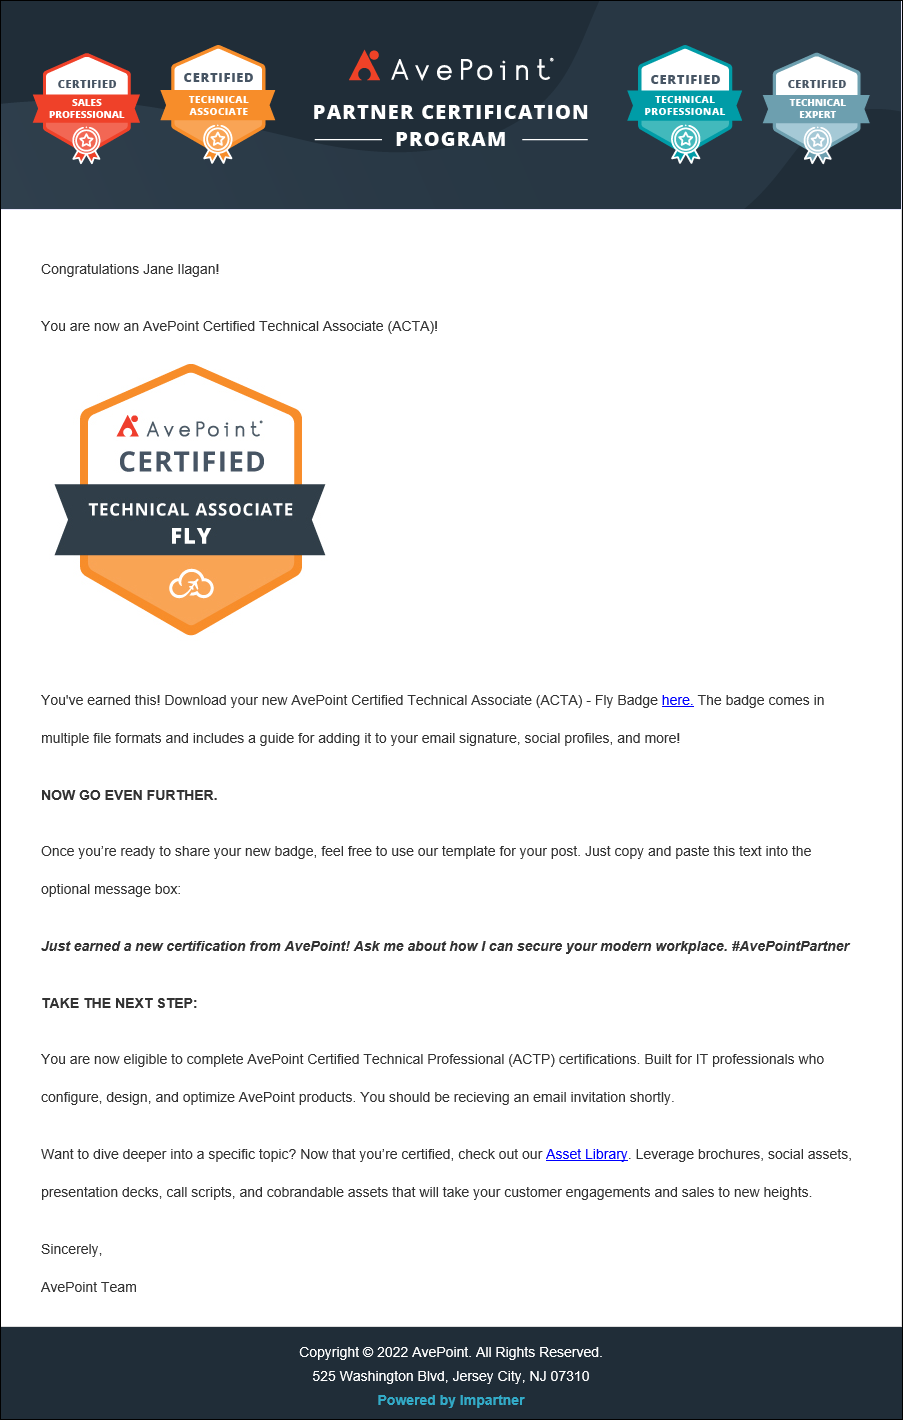 CERTIFIED
SALES
PROFESSIONAL
CERTIFIED
TECHNICAL
ASSOCIATE
AvePoint
PARTNER CERTIFICATION
PROGRAM
CERTIFIED
TECHNICAL
PROFESSIONAL
CERTIFIED
TECHNICAL
EXPERT
Congratulations Jane Ilagan!
You are now an AvePoint Certified Technical Associate (ACTA)!
AvePoint
CERTIFIED
TECHNICAL ASSOCIATE
FLY
You've earned this! Download your new AvePoint Certified Technical Associate (ACTA) - Fly Badge here. The badge comes in
multiple file formats and includes a guide for adding it to your email signature, social profiles, and more!
NOW GO EVEN FURTHER.
Once you’re ready to share your new badge, feel free to use our template for your post. Just copy and paste this text into the
optional message box:
Just earned a new certification from AvePoint! Ask me about how I can secure your modern workplace. #AvePointPartner
TAKE THE NEXT STEP:
You are now eligible to complete AvePoint Certified Technical Professional (ACTP) certifications. Built for IT professionals who
configure, design, and optimize AvePoint products. You should be recieving an email invitation shortly.
Want to dive deeper into a specific topic? Now that you’re certified, check out our Asset Library. Leverage brochures, social assets,
presentation decks, call scripts, and cobrandable assets that will take your customer engagements and sales to new heights.
Sincerely,
AvePoint Team
Copyright © 2022 AvePoint. All Rights Reserved.
525 Washington Blvd, Jersey City, NJ 07310
Powered by Impartner